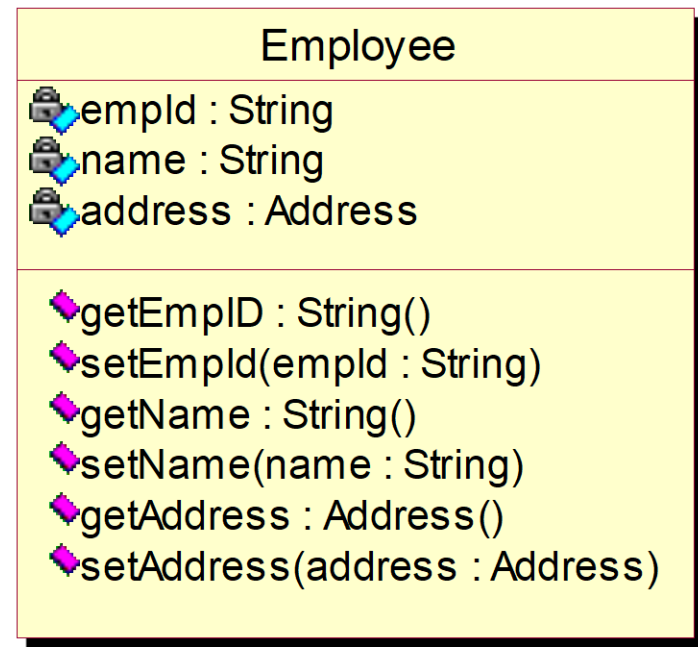 Employee
empId : String
name : String
address : Address
getEmpID : String()
setEmpId(empId : String)
getName : String()
setName(name : String)
getAddress : Address()
setAddress(address : Address)